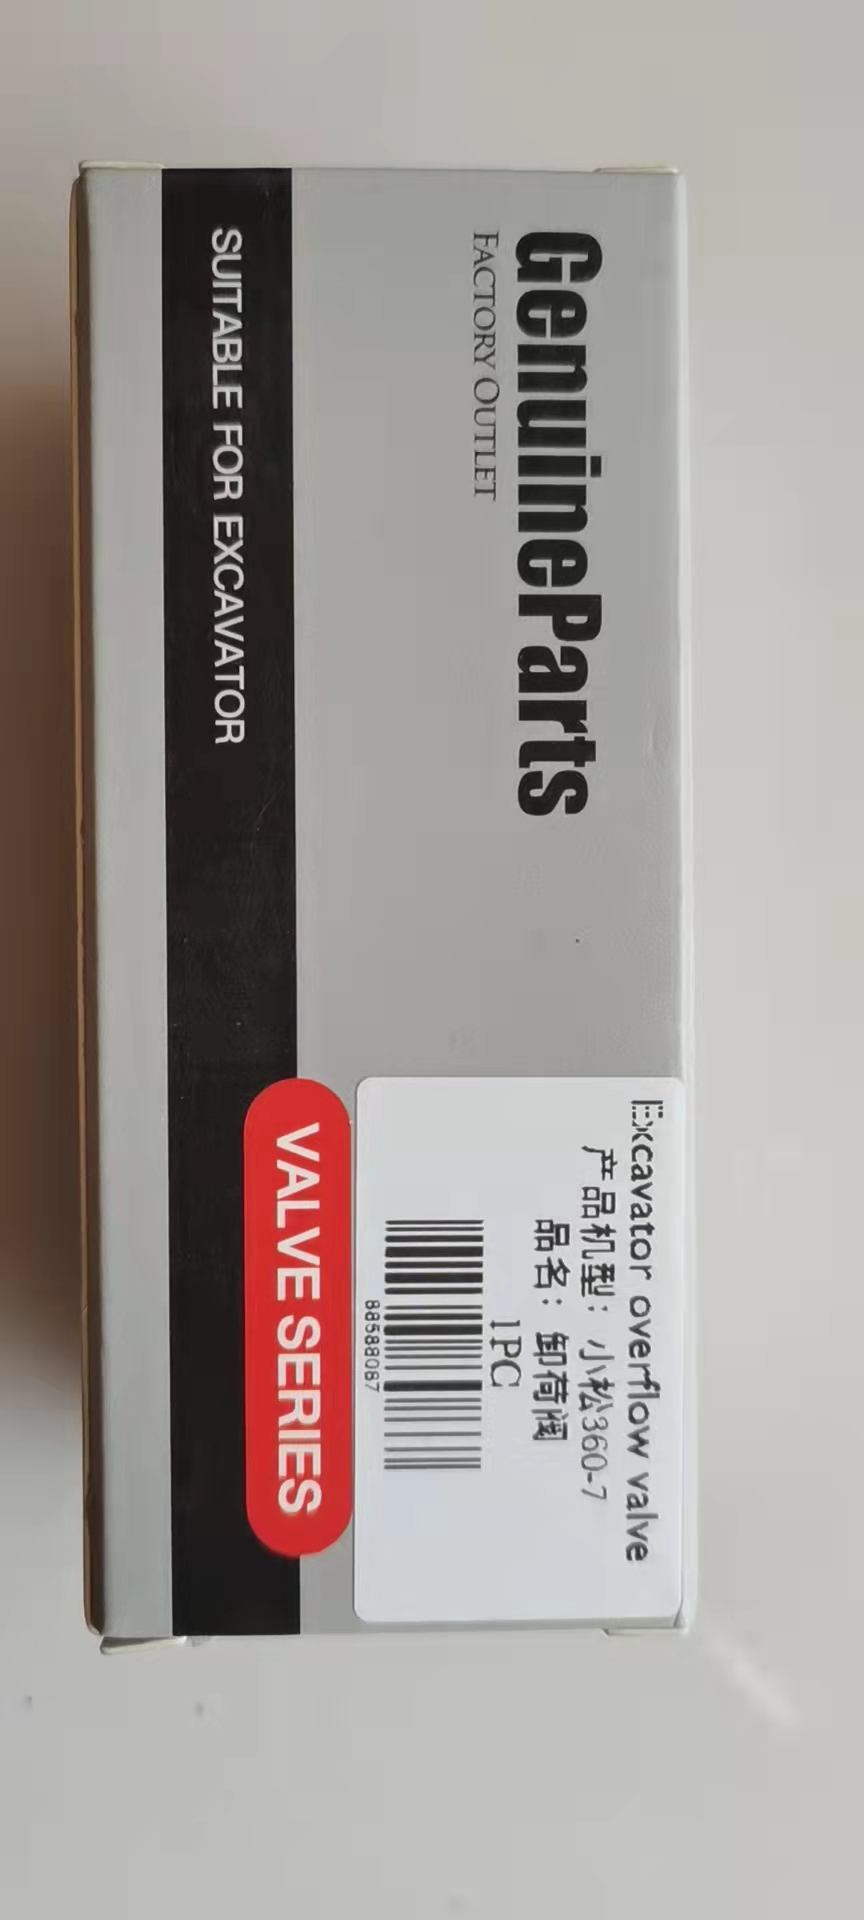 GenuineParts
FACTORY OUTLET
SUITABLE FOR EXCAVATOR
Excavator overflow valve
产品机型：小松360-7
品名：卸荷阀
1PC
88588087
VALVE SERIES